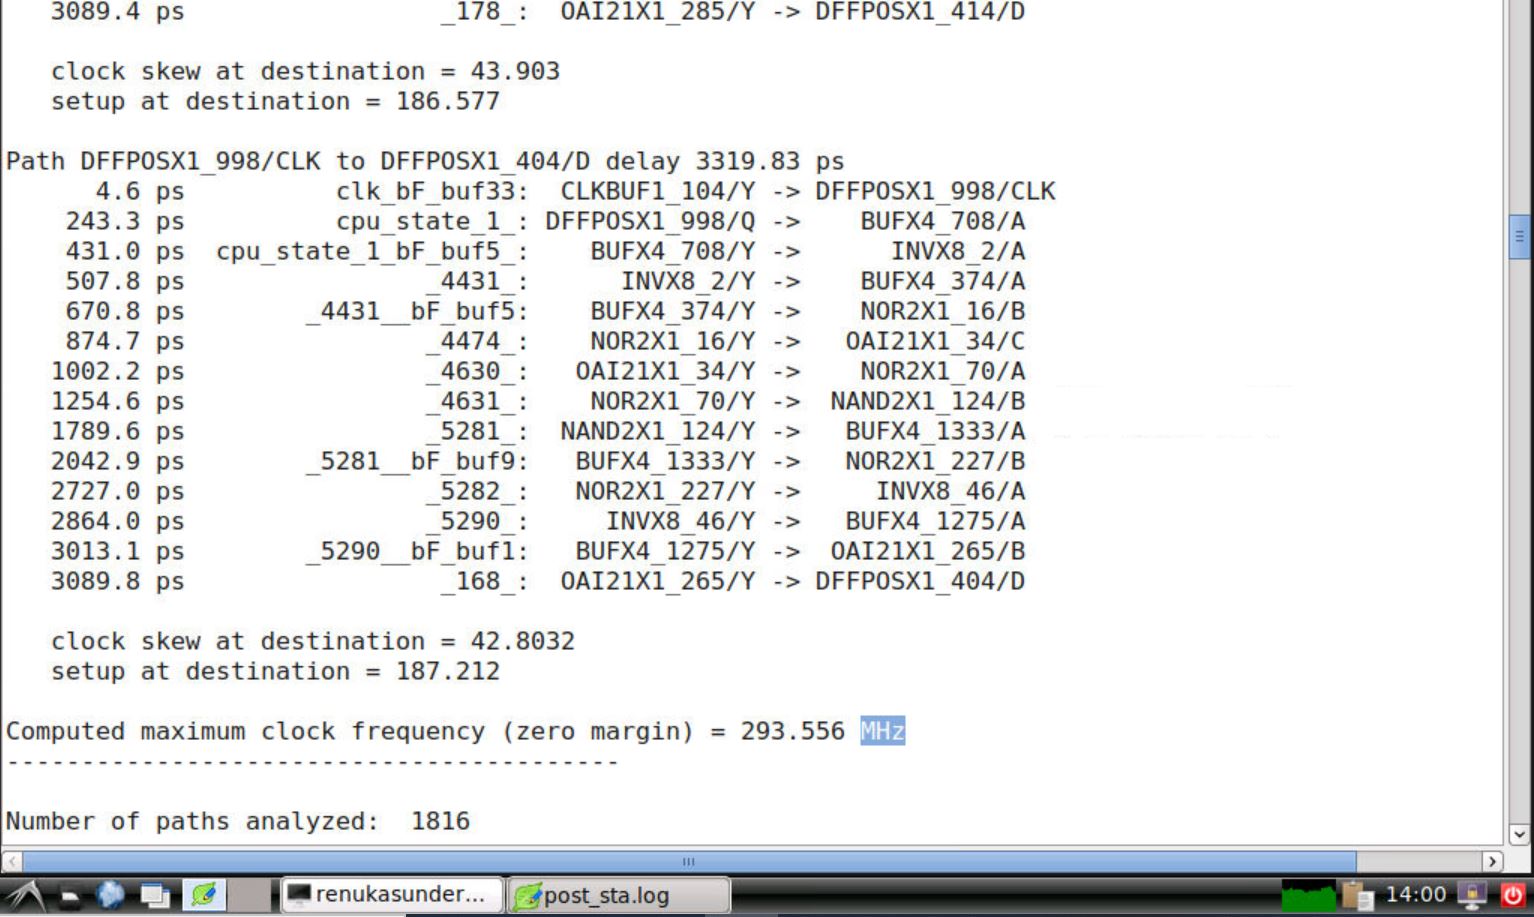 3089.4 ps _178_: OAI21X1_285/Y -> DFFPOSX1_414/D
clock skew at destination = 43.903
setup at destination = 186.577
Path DFFPOSX1_998/CLK to DFFPOSX1_404/D delay 3319.83 ps
4.6 ps clk_bF_buf33: CLKBUF1_104/Y -> DFFPOSX1_998/CLK
243.3 ps cpu_state_1_: DFFPOSX1_998/Q -> BUFX4_708/A
431.0 ps cpu_state_1_bF_buf5_: BUFX4_708/Y -> INVX8_2/A
507.8 ps _4431_: INVX8_2/Y -> BUFX4_374/A
670.8 ps _4431__bF_buf5: BUFX4_374/Y -> NOR2X1_16/B
874.7 ps _4474_: NOR2X1_16/Y -> OAI21X1_34/C
1002.2 ps _4630_: OAI21X1_34/Y -> NOR2X1_70/A
1254.6 ps _4631_: NOR2X1_70/Y -> NAND2X1_124/B
1789.6 ps _5281_: NAND2X1_124/Y -> BUFX4_1333/A
2042.9 ps _5281__bF_buf9: BUFX4_1333/Y -> NOR2X1_227/B
2727.0 ps _5282_: NOR2X1_227/Y -> INVX8_46/A
2864.0 ps _5290_: INVX8_46/Y -> BUFX4_1275/A
3013.1 ps _5290__bF_buf1: BUFX4_1275/Y -> OAI21X1_265/B
3089.8 ps _168_: OAI21X1_265/Y -> DFFPOSX1_404/D
clock skew at destination = 42.8032
setup at destination = 187.212
Computed maximum clock frequency (zero margin) = 293.556 MHz
-----------------------------------------
Number of paths analyzed: 1816
renukasunder... post_sta.log 14:00